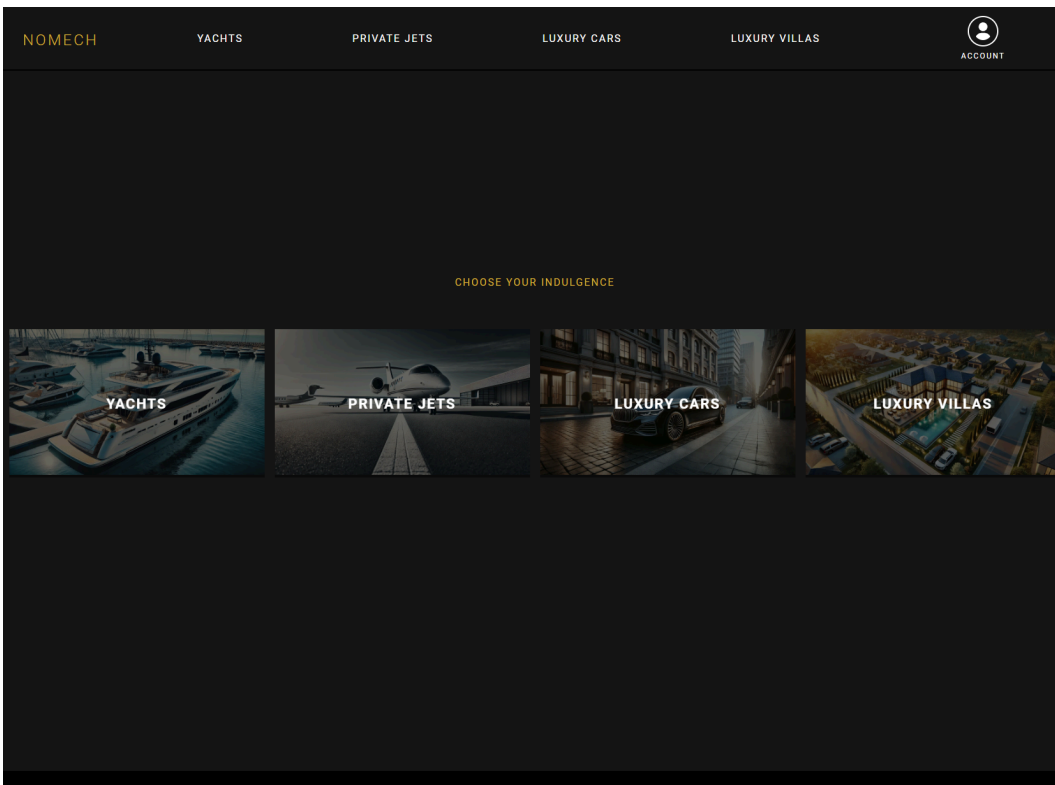 NOMECH
YACHTS
PRIVATE JETS
LUXURY CARS
LUXURY VILLAS
ACCOUNT
CHOOSE YOUR INDULGENCE
YACHTS
PRIVATE JETS
LUXURY CARS
LUXURY VILLAS